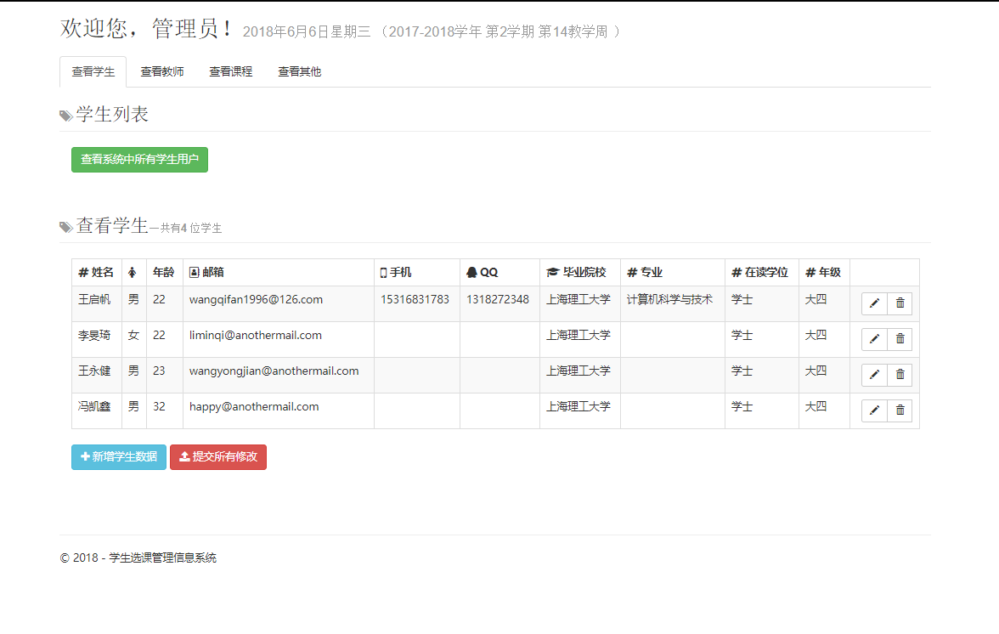 欢迎您，管理员！ 2018年6月6日星期三 （2017-2018学年 第2学期 第14教学周 ）
查看学生 查看教师 查看课程 查看其他
学生列表
查看系统中所有学生用户
查看学生—共有4 位学生
# 姓名 年龄 邮箱 手机 QQ 毕业院校 # 专业 # 在读学位 # 年级
王启帆 男 22 wangqifan1996@126.com 15316831783 1318272348 上海理工大学 计算机科学与技术 学士 大四
李旻琦 女 22 liminqi@anothermail.com 上海理工大学 学士 大四
王永健 男 23 wangyongjian@anothermail.com 上海理工大学 学士 大四
冯凯鑫 男 32 happy@anothermail.com 上海理工大学 学士 大四
新增学生数据 提交所有修改
© 2018 - 学生选课管理信息系统